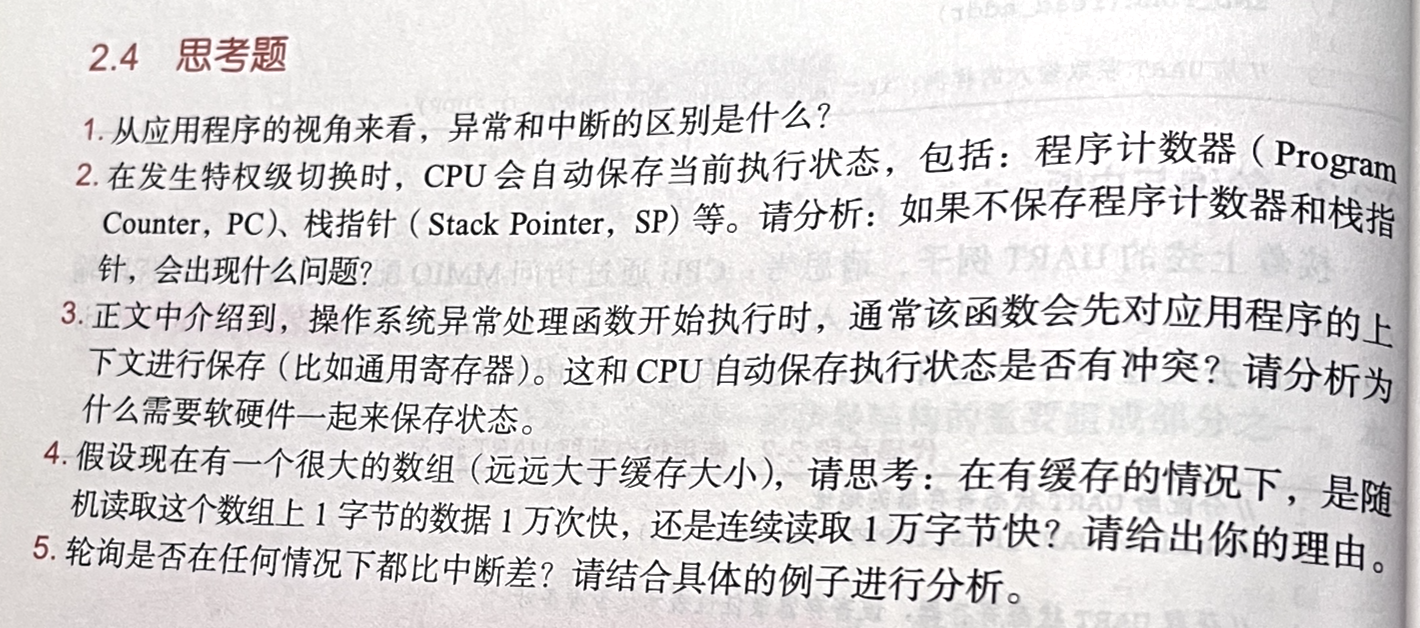 2.4 思考题
1. 从应用程序的视角来看，异常和中断的区别是什么？
2. 在发生特权级切换时，CPU 会自动保存当前执行状态，包括：程序计数器（Program
Counter，PC）、栈指针（Stack Pointer，SP）等。请分析：如果不保存程序计数器和栈指
针，会出现什么问题？
3. 正文中介绍到，操作系统异常处理函数开始执行时，通常该函数会先对应用程序的上
下文进行保存（比如通用寄存器）。这和 CPU 自动保存执行状态是否有冲突？请分析为
什么需要软硬件一起来保存状态。
4. 假设现在有一个很大的数组（远远大于缓存大小），请思考：在有缓存的情况下，是随
机读取这个数组上 1 字节的数据 1 万次快，还是连续读取 1 万字节快？请给出你的理由。
5. 轮询是否在任何情况下都比中断差？请结合具体的例子进行分析。